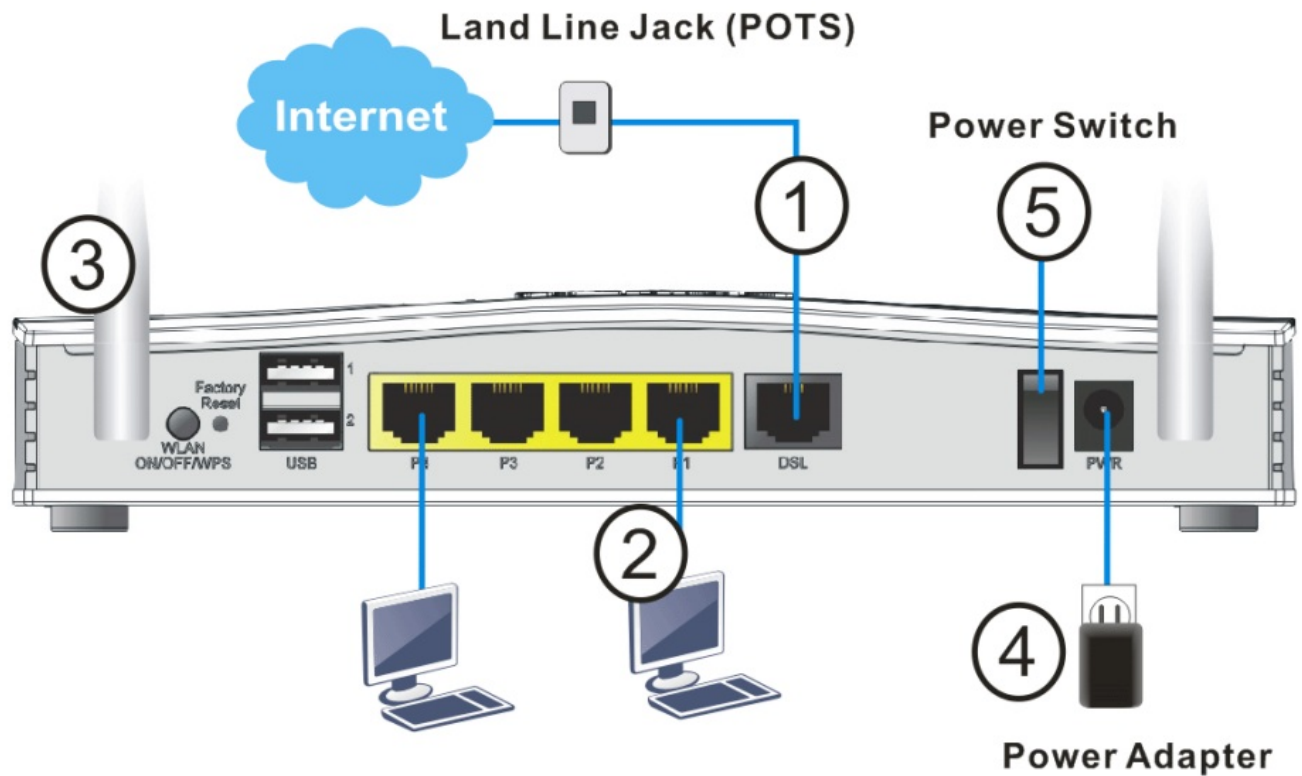 Land Line Jack (POTS)
Internet
Power Switch
1
5
3
Factory
Reset
1
2
WLAN
ON/OFF/WPS
USB
P3
P2
P1
DSL
PWR
2
4
Power Adapter